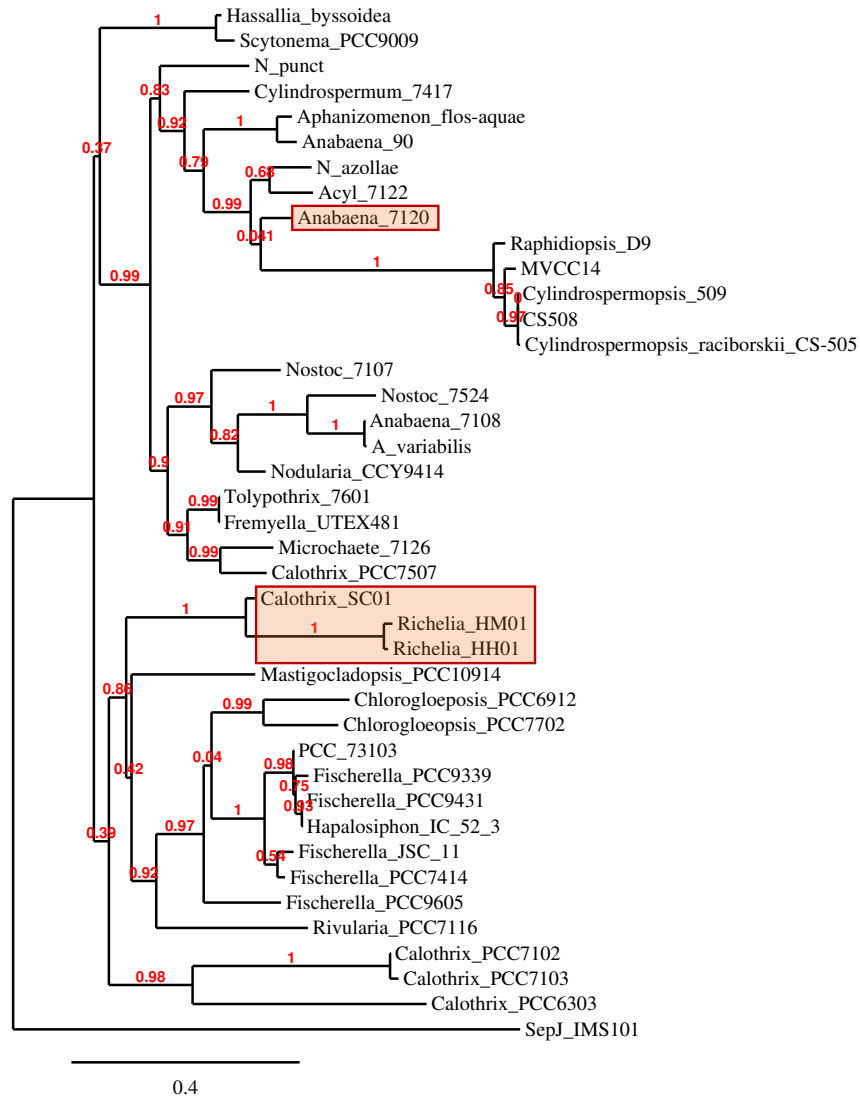 Hassallia_byssoidea
1
Scytonema_PCC9009
N_punct
0.83
Cylindrospermum_7417
Aphanizomenon_flos-aquae
0.92
1
Anabaena_90
0.37
0.79
N_azollae
0.68
Acyl_7122
0.99
Anabaena_7120
0.041
Raphidiopsis_D9
1
MVCC14
0.99
0.85
0
Cylindrospermopsis_509
0.97
CS508
Cylindrospermopsis_raciborskii_CS-505
Nostoc_7107
0.97
Nostoc_7524
1
Anabaena_7108
1
0.82
A_variabilis
0.9
Nodularia_CCY9414
Tolypothrix_7601
0.99
Fremyella_UTEX481
0.91
Microchaete_7126
0.99
Calothrix_PCC7507
Calothrix_SC01
1
Richelia_HM01
1
Richelia_HH01
Mastigocladopsis_PCC10914
0.86
Chlorogloeposis_PCC6912
0.99
Chlorogloeopsis_PCC7702
PCC_73103
0.04
0.98
0.42
Fischerella_PCC9339
0.75
Fischerella_PCC9431
0.93
1
Hapalosiphon_IC_52_3
0.97
0.39
Fischerella_JSC_11
0.54
0.92
Fischerella_PCC7414
Fischerella_PCC9605
Rivularia_PCC7116
Calothrix_PCC7102
1
0.98
Calothrix_PCC7103
Calothrix_PCC6303
SepJ_IMS101
0.4